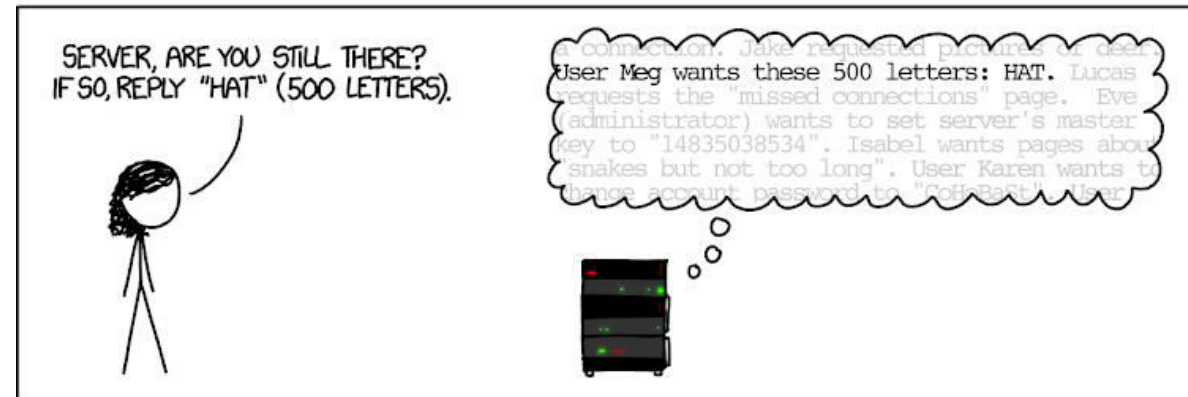 SERVER, ARE YOU STILL THERE?
IF SO, REPLY "HAT" (500 LETTERS).
a connection. Jake requested pictures of deer.
User Meg wants these 500 letters: HAT. Lucas
requests the "missed connections" page. Eve
(administrator) wants to set server's master
key to "14835038534". Isabel wants pages about
"snakes but not too long". User Karen wants to
change account password to "CoHoBaSt". User